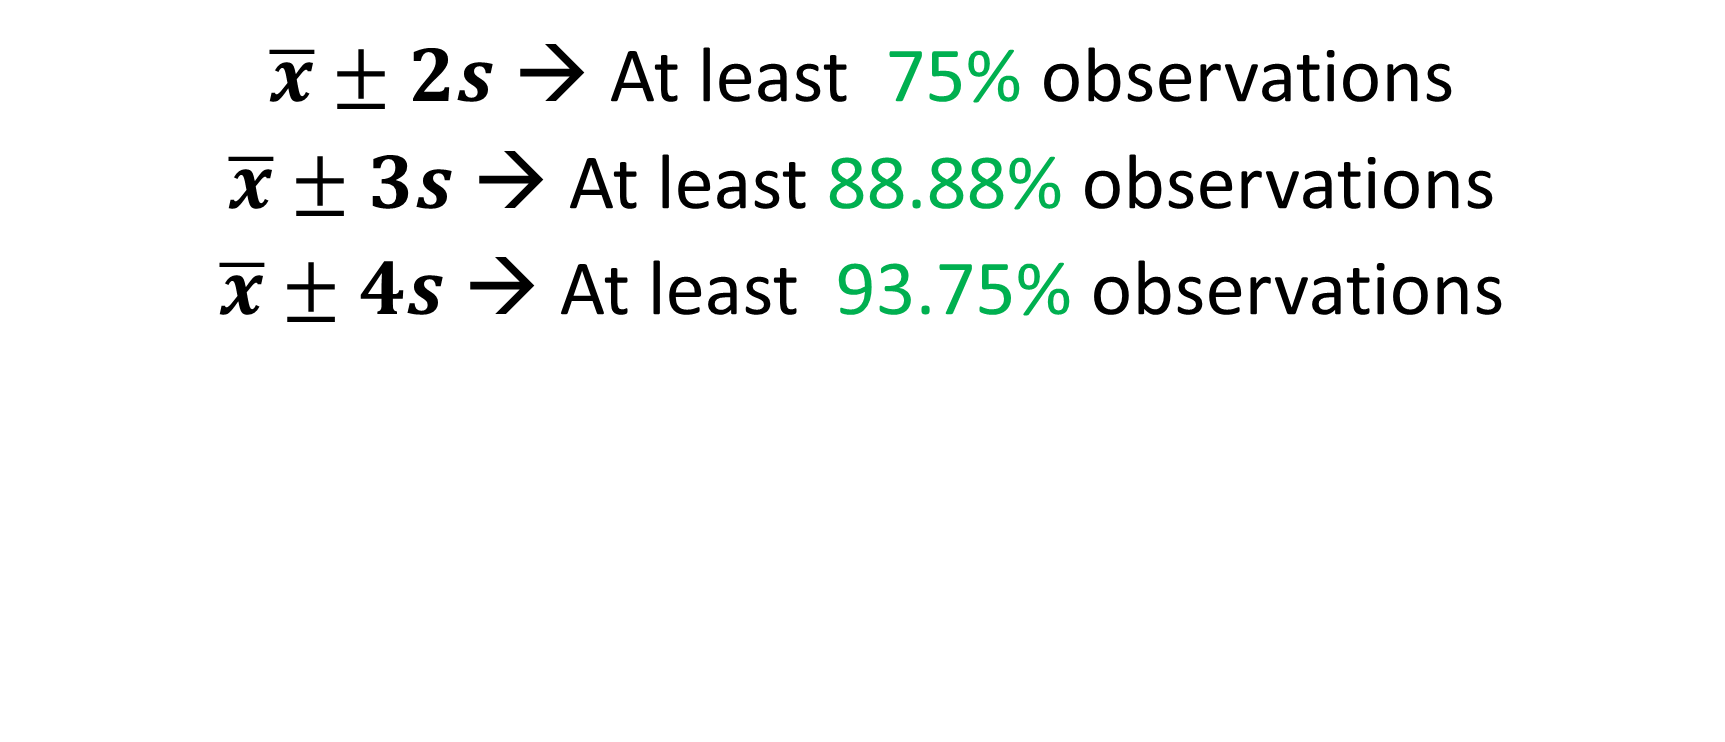 x̅ ± 2s → At least 75% observations
x̅ ± 3s → At least 88.88% observations
x̅ ± 4s → At least 93.75% observations